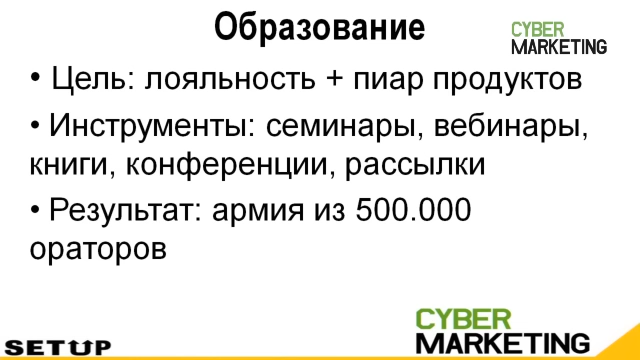 Образование
CYBER
MARKETING
• Цель: лояльность + пиар продуктов
• Инструменты: семинары, вебинары,
книги, конференции, рассылки
• Результат: армия из 500.000
ораторов
CYBER
MARKETING
SETUP